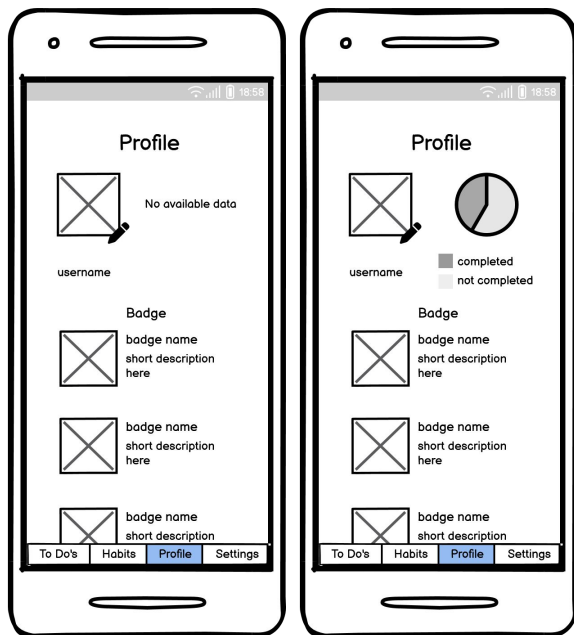 18:58
Profile
No available data
username
Badge
badge name
short description
here
badge name
short description
here
badge name
short description
To Do's Habits Profile Settings
18:58
Profile
username
completed
not completed
Badge
badge name
short description
here
badge name
short description
here
badge name
short description
To Do's Habits Profile Settings